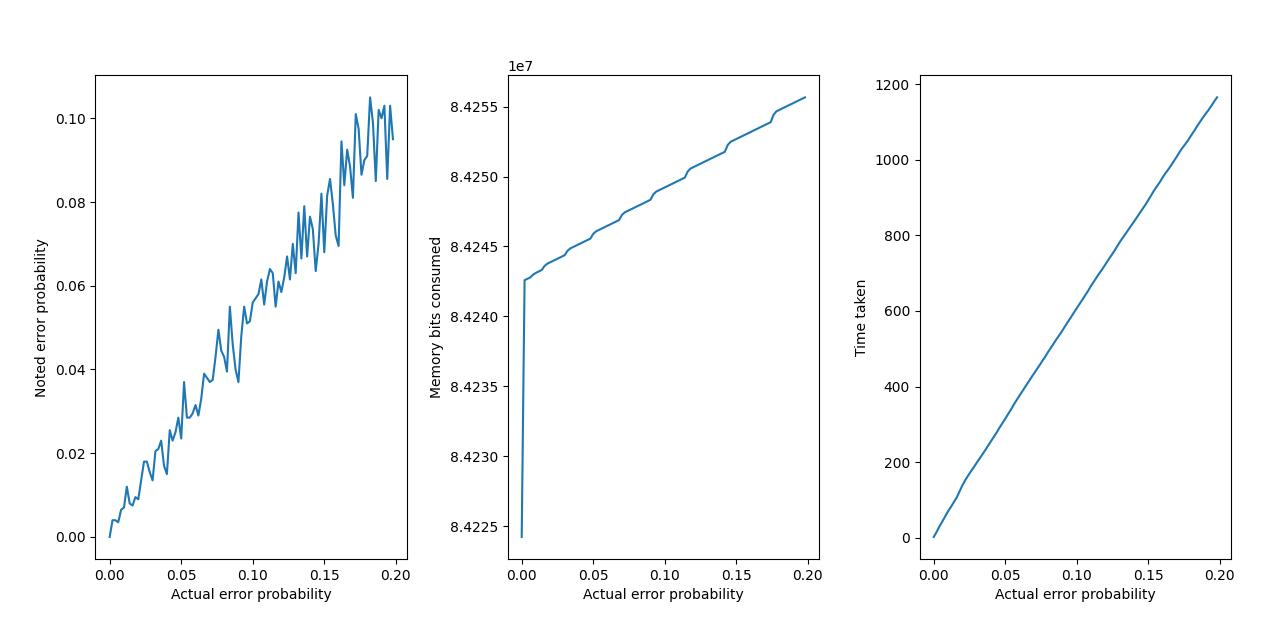 0.10
0.08
0.06
0.04
0.02
0.00
Noted error probability
0.00 0.05 0.10 0.15 0.20
Actual error probability
1e7
8.4255
8.4250
8.4245
8.4240
8.4235
8.4230
8.4225
Memory bits consumed
0.00 0.05 0.10 0.15 0.20
Actual error probability
1200
1000
800
600
400
200
0
Time taken
0.00 0.05 0.10 0.15 0.20
Actual error probability